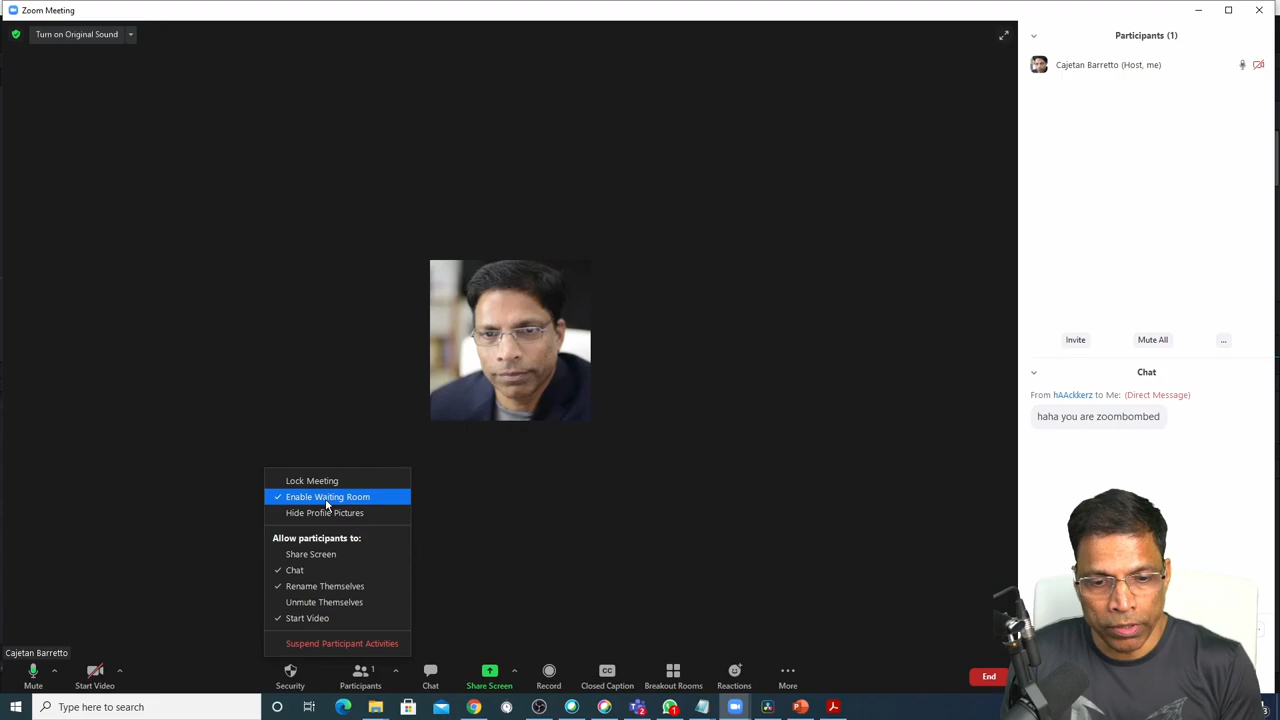 Zoom Meeting
Turn on Original Sound
Participants (1)
Cajetan Barretto (Host, me)
Invite
Mute All
...
Chat
From hAAckkerz to Me: (Direct Message)
haha you are zoombombed
Lock Meeting
Enable Waiting Room
Hide Profile Pictures
Allow participants to:
Share Screen
Chat
Rename Themselves
Unmute Themselves
Start Video
Suspend Participant Activities
Cajetan Barretto
1
Mute
Start Video
Security
Participants
Chat
Share Screen
Record
Closed Caption
Breakout Rooms
Reactions
More
End
Type here to search